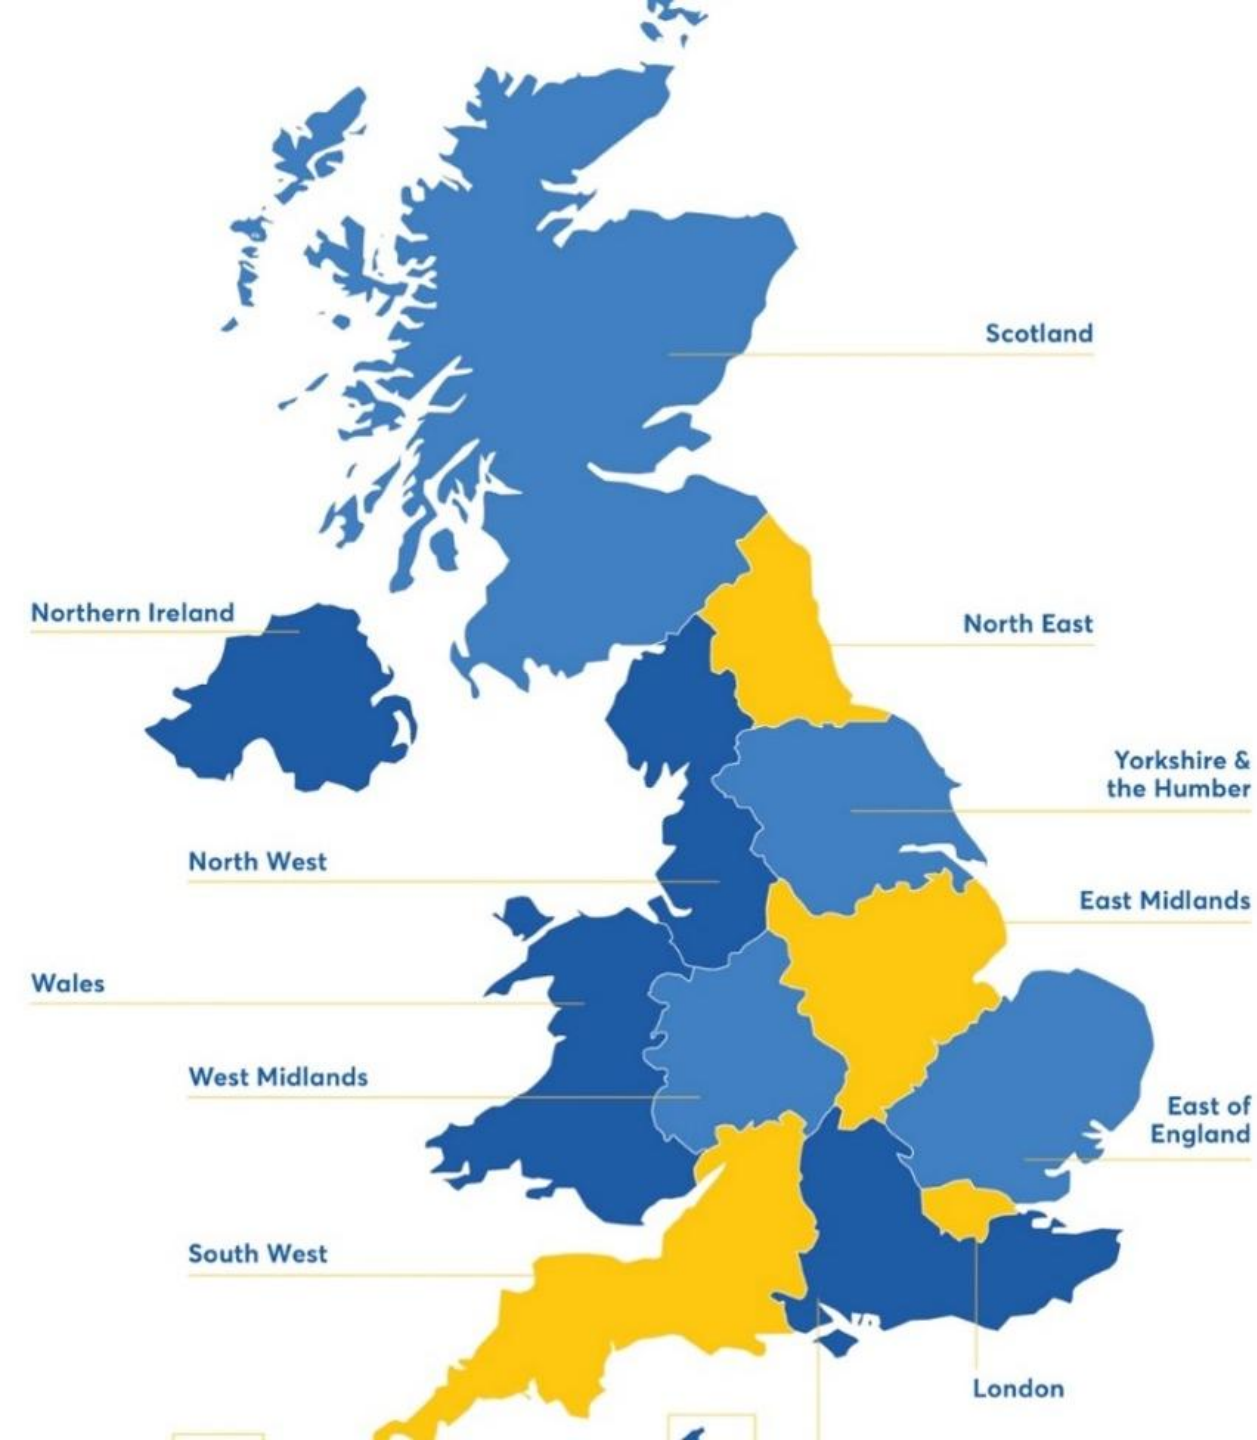 Scotland
Northern Ireland
North East
Yorkshire &
the Humber
North West
East Midlands
Wales
West Midlands
East of
England
South West
London